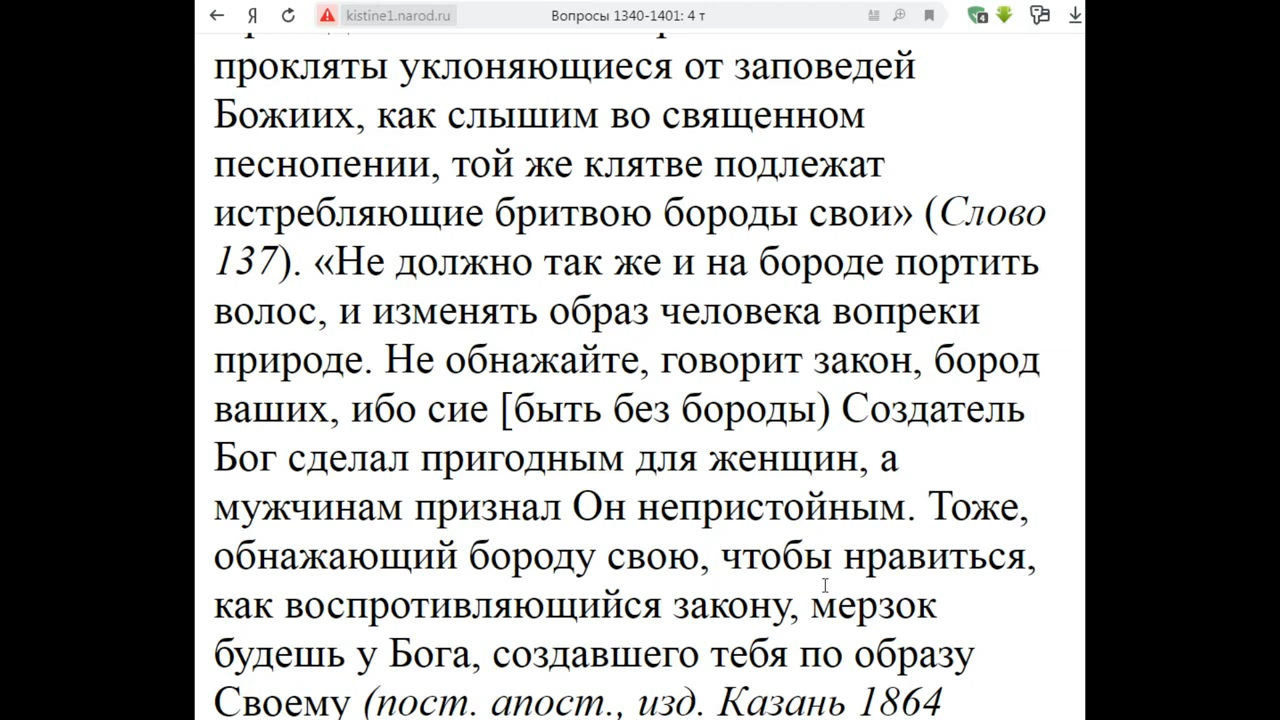 kistine1.narod.ru
Вопросы 1340-1401: 4 т
4
прокляты уклоняющиеся от заповедей
Божиих, как слышим во священном
песнопении, той же клятве подлежат
истребляющие бритвою бороды свои» (Слово
137). «Не должно так же и на бороде портить
волос, и изменять образ человека вопреки
природе. Не обнажайте, говорит закон, бород
ваших, ибо сие [быть без бороды) Создатель
Бог сделал пригодным для женщин, а
мужчинам признал Он непристойным. Тоже,
обнажающий бороду свою, чтобы нравиться,
как воспротивляющийся закону, мерзок
будешь у Бога, создавшего тебя по образу
Своему (пост. апост., изд. Казань 1864